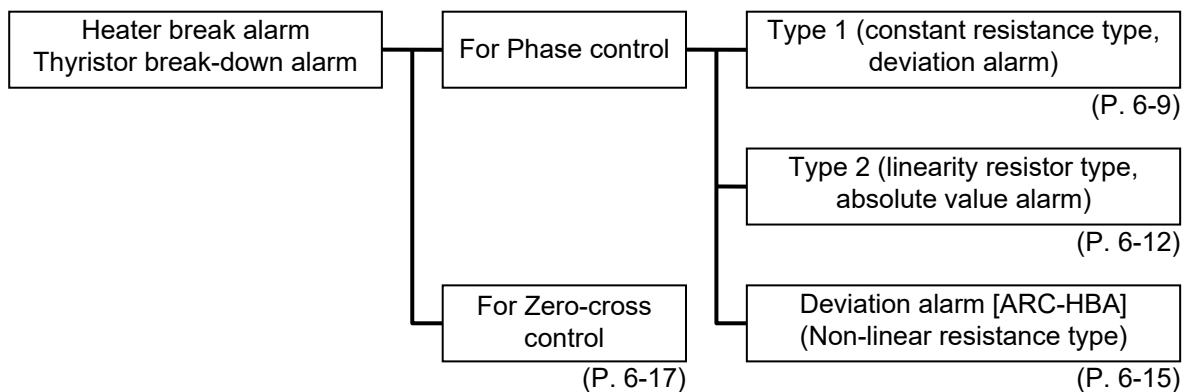 Heater break alarm
Thyristor break-down alarm
For Phase control
Type 1 (constant resistance type,
deviation alarm)
(P. 6-9)
Type 2 (linearity resistor type,
absolute value alarm)
(P. 6-12)
Deviation alarm [ARC-HBA]
(Non-linear resistance type)
(P. 6-15)
For Zero-cross
control
(P. 6-17)